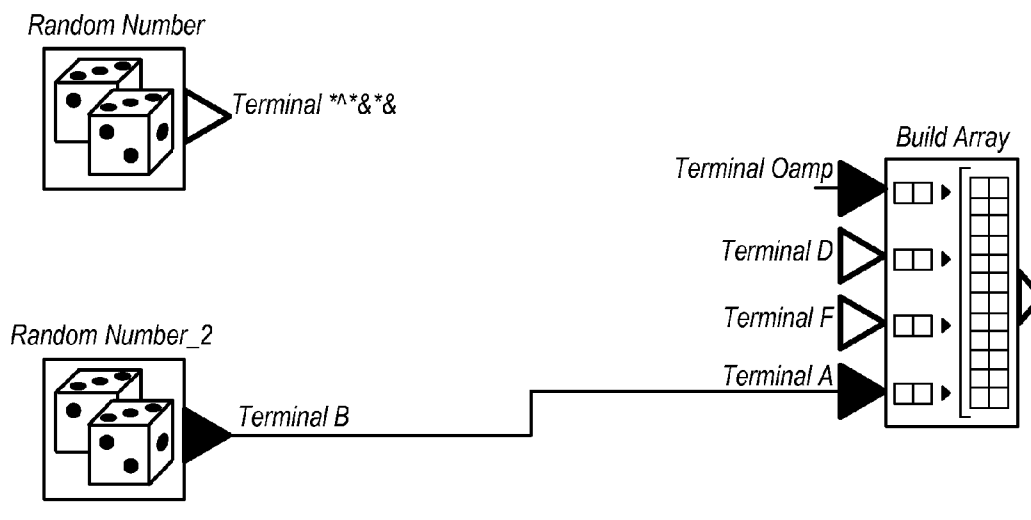 Random Number
Terminal *^*&*&
Build Array
Terminal Oamp
Terminal D
Terminal F
Random Number_2
Terminal A
Terminal B